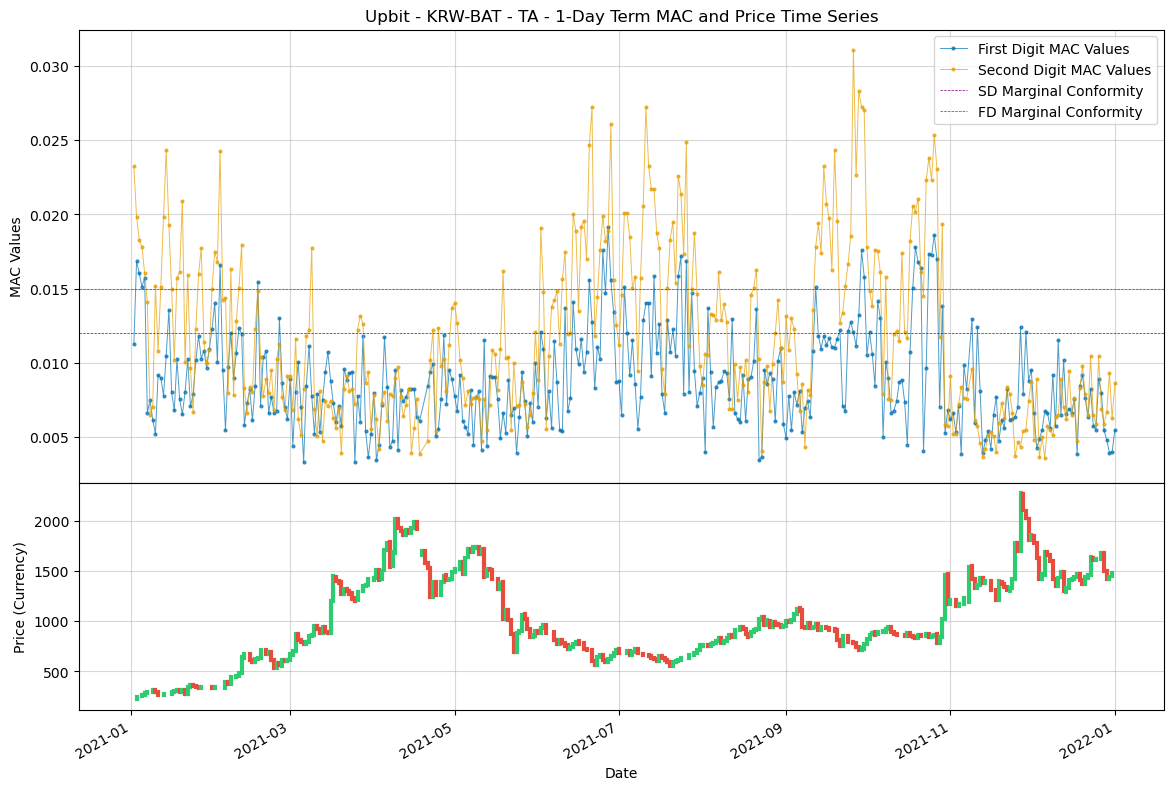 Upbit - KRW-BAT - TA - 1-Day Term MAC and Price Time Series
First Digit MAC Values
Second Digit MAC Values
SD Marginal Conformity
FD Marginal Conformity
MAC Values
0.030
0.025
0.020
0.015
0.010
0.005
Price (Currency)
2000
1500
1000
500
2021-01
2021-03
2021-05
2021-07
2021-09
2021-11
2022-01
Date